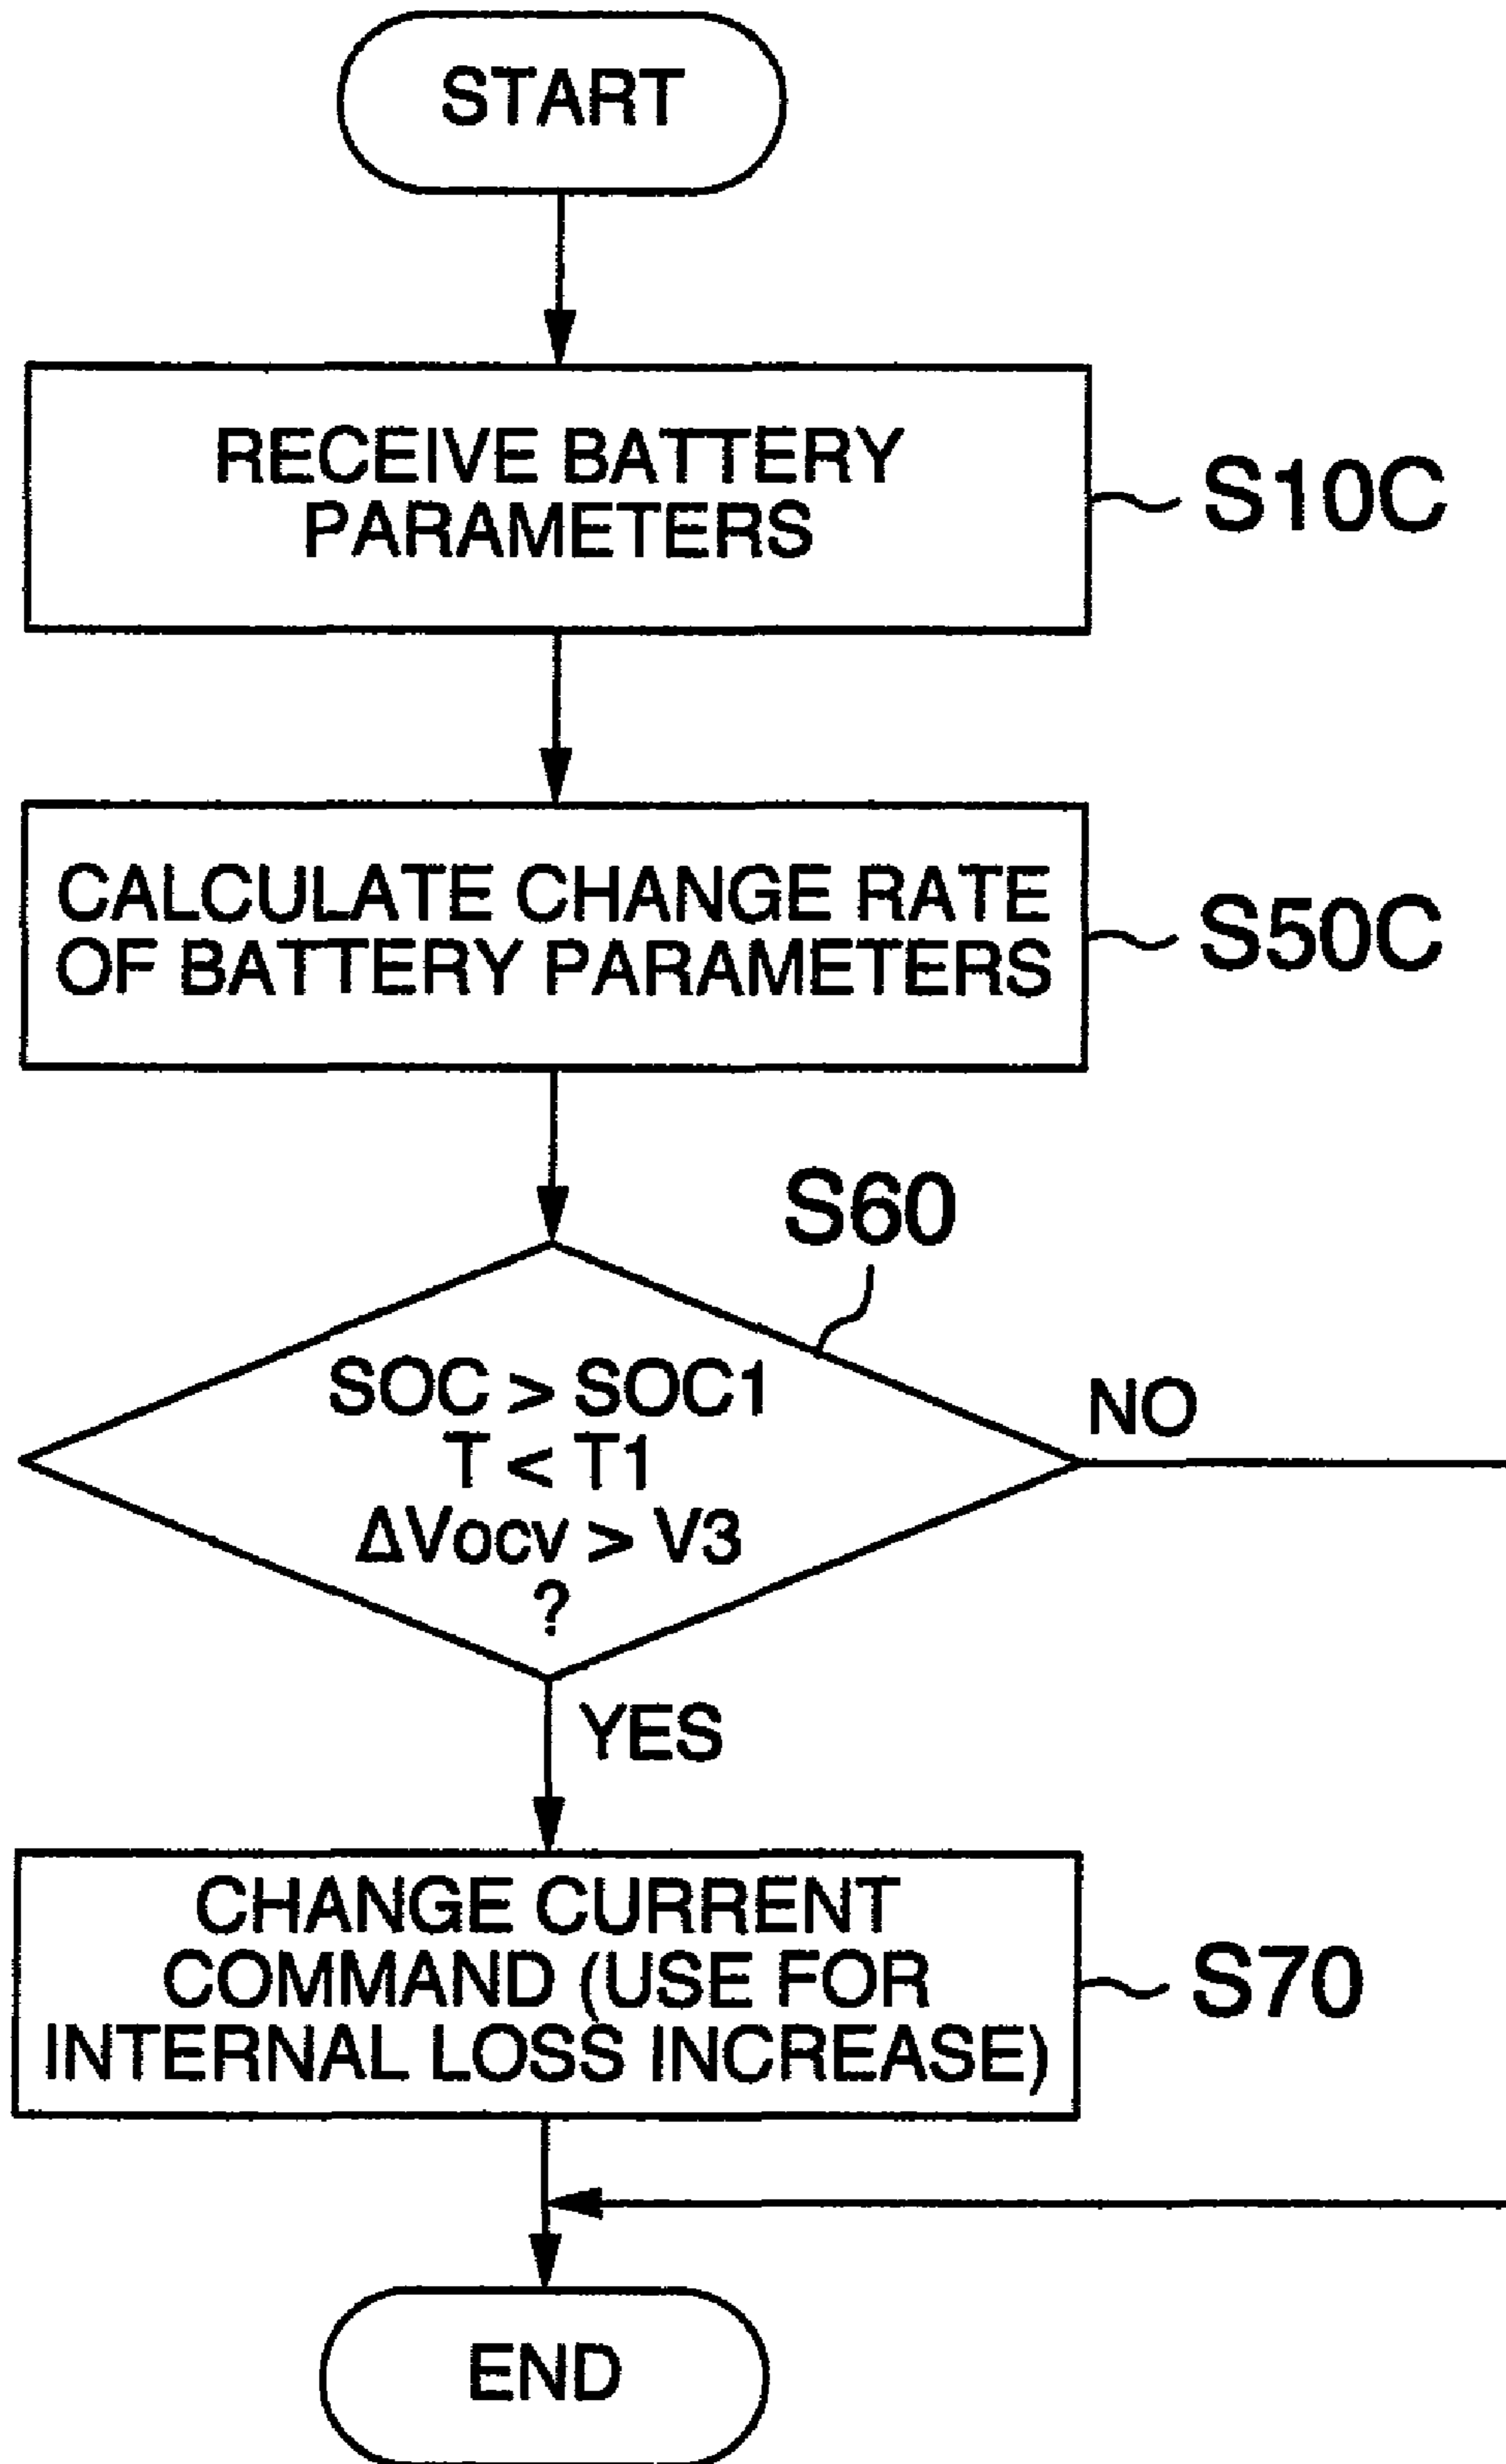 START
RECEIVE BATTERY
PARAMETERS
S10C
CALCULATE CHANGE RATE
OF BATTERY PARAMETERS
S50C
S60
SOC > SOC1
T < T1
ΔVocv > V3
?
NO
YES
CHANGE CURRENT
COMMAND (USE FOR
INTERNAL LOSS INCREASE)
S70
END